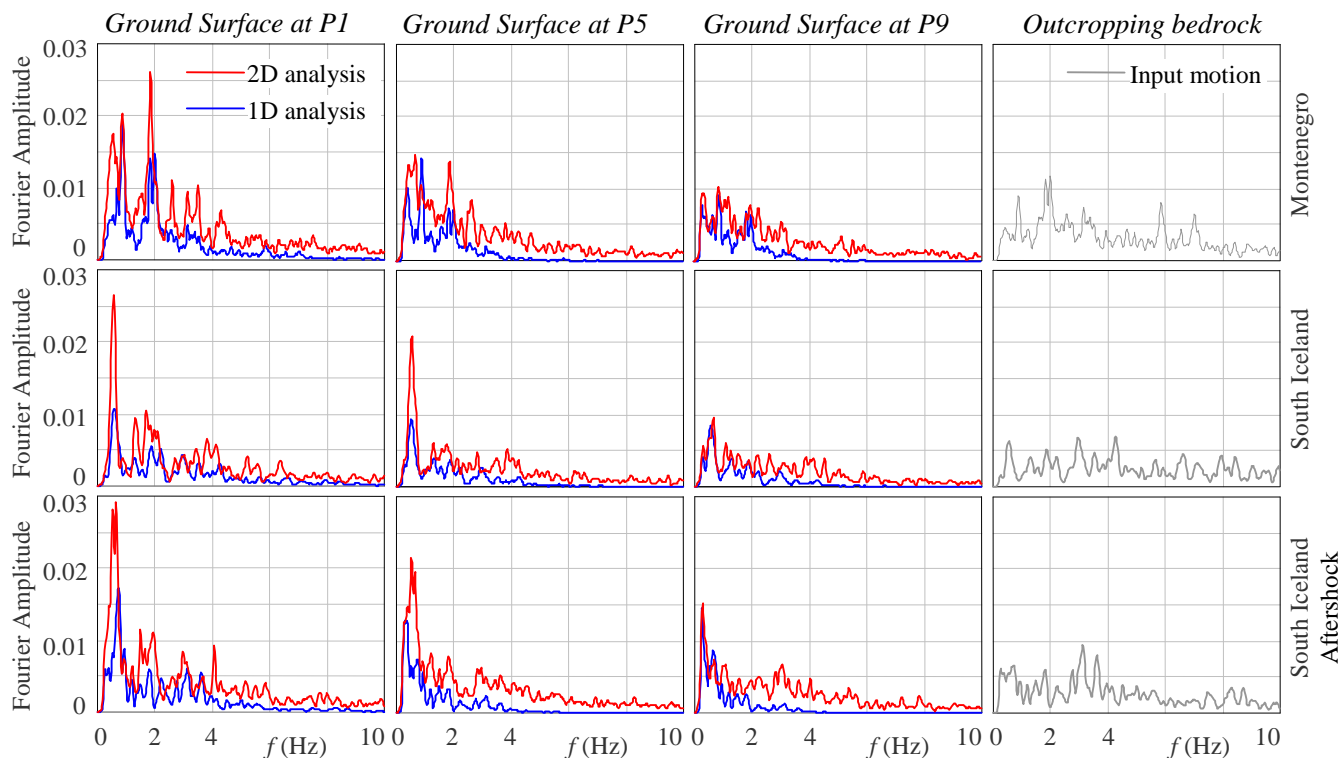 Ground Surface at P1
Ground Surface at P5
Ground Surface at P9
Outcropping bedrock
0.03
0.02
0.01
0
Fourier Amplitude
2D analysis
1D analysis
Input motion
Montenegro
0.03
0.02
0.01
0
Fourier Amplitude
South Iceland
0.03
0.02
0.01
0
Fourier Amplitude
South Iceland
Aftershock
0 2 4 f (Hz) 10
0 2 4 f (Hz) 10
0 2 4 f (Hz) 10
0 2 4 f (Hz) 10